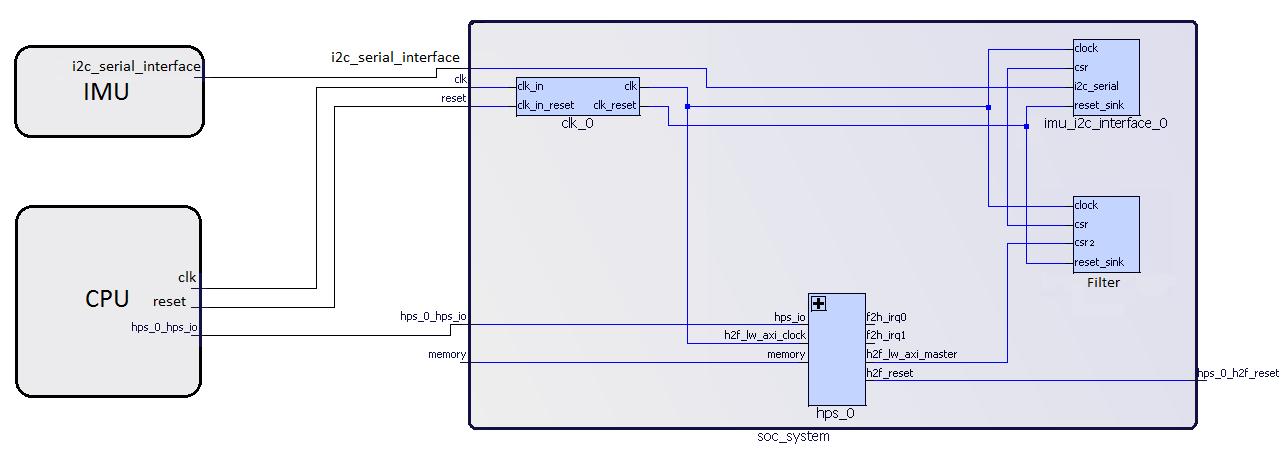 i2c_serial_interface
IMU
CPU
clk
reset
hps_0_hps_io
i2c_serial_interface
clk
reset
hps_0_hps_io
memory
clk_in
clk
clk_in_reset
clk_reset
clk_0
clock
csr
i2c_serial
reset_sink
imu_i2c_interface_0
clock
csr
csr2
reset_sink
Filter
hps_io
f2h_irq0
h2f_lw_axi_clock
f2h_irq1
memory
h2f_lw_axi_master
h2f_reset
hps_0
hps_0_h2f_reset
soc_system